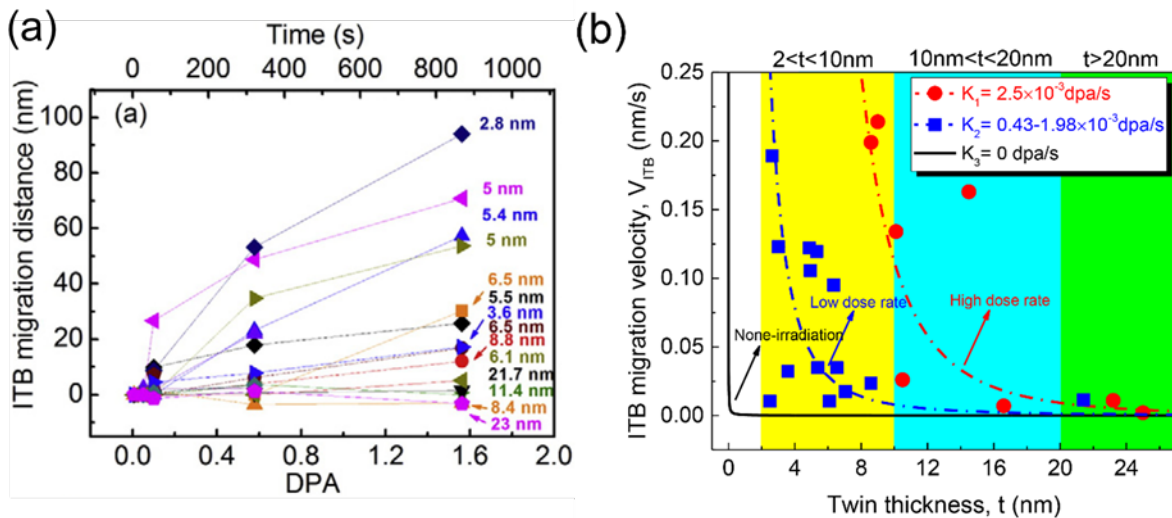 (a)
Time (s)
0 200 400 600 800 1000
ITB migration distance (nm)
100
80
60
40
20
0
(a)
2.8 nm
5 nm
5.4 nm
5 nm
6.5 nm
5.5 nm
3.6 nm
6.5 nm
8.8 nm
6.1 nm
21.7 nm
11.4 nm
8.4 nm
23 nm
0.0 0.4 0.8 1.2 1.6 2.0
DPA
(b)
2<t<10nm 10nm<t<20nm t>20nm
ITB migration velocity, V_ITB (nm/s)
0.25
0.20
0.15
0.10
0.05
0.00
K₁= 2.5×10⁻³dpa/s
K₂= 0.43-1.98×10⁻³dpa/s
K₃= 0 dpa/s
None-irradiation
Low dose rate
High dose rate
0 4 8 12 16 20 24
Twin thickness, t (nm)